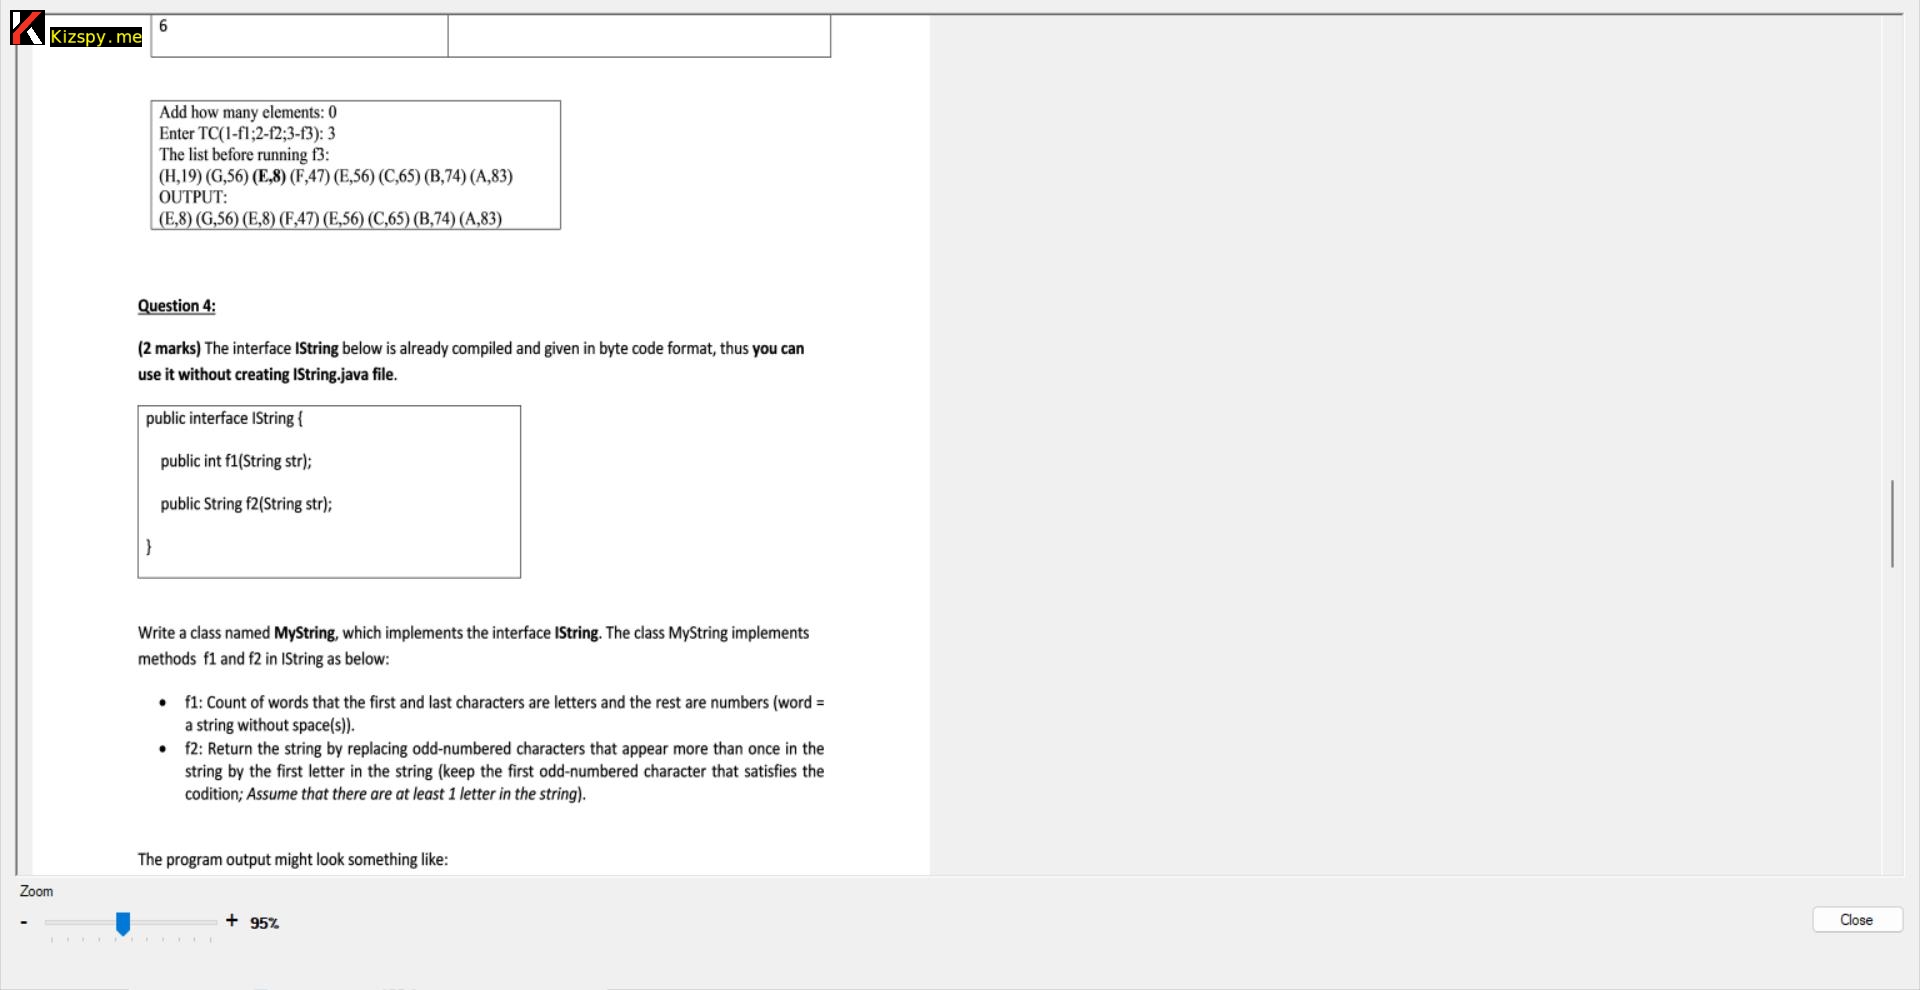 Kizspy.me
6
Add how many elements: 0
Enter TC(1-f1;2-f2;3-f3): 3
The list before running f3:
(H,19) (G,56) (E,8) (F,47) (E,56) (C,65) (B,74) (A,83)
OUTPUT:
(E,8) (G,56) (E,8) (F,47) (E,56) (C,65) (B,74) (A,83)
Question 4:
(2 marks) The interface IString below is already compiled and given in byte code format, thus you can
use it without creating IString.java file.
public interface IString {
public int f1(String str);
public String f2(String str);
}
Write a class named MyString, which implements the interface IString. The class MyString implements
methods f1 and f2 in IString as below:
• f1: Count of words that the first and last characters are letters and the rest are numbers (word =
a string without space(s)).
• f2: Return the string by replacing odd-numbered characters that appear more than once in the
string by the first letter in the string (keep the first odd-numbered character that satisfies the
codition; Assume that there are at least 1 letter in the string).
The program output might look something like:
Zoom
- + 95%
Close